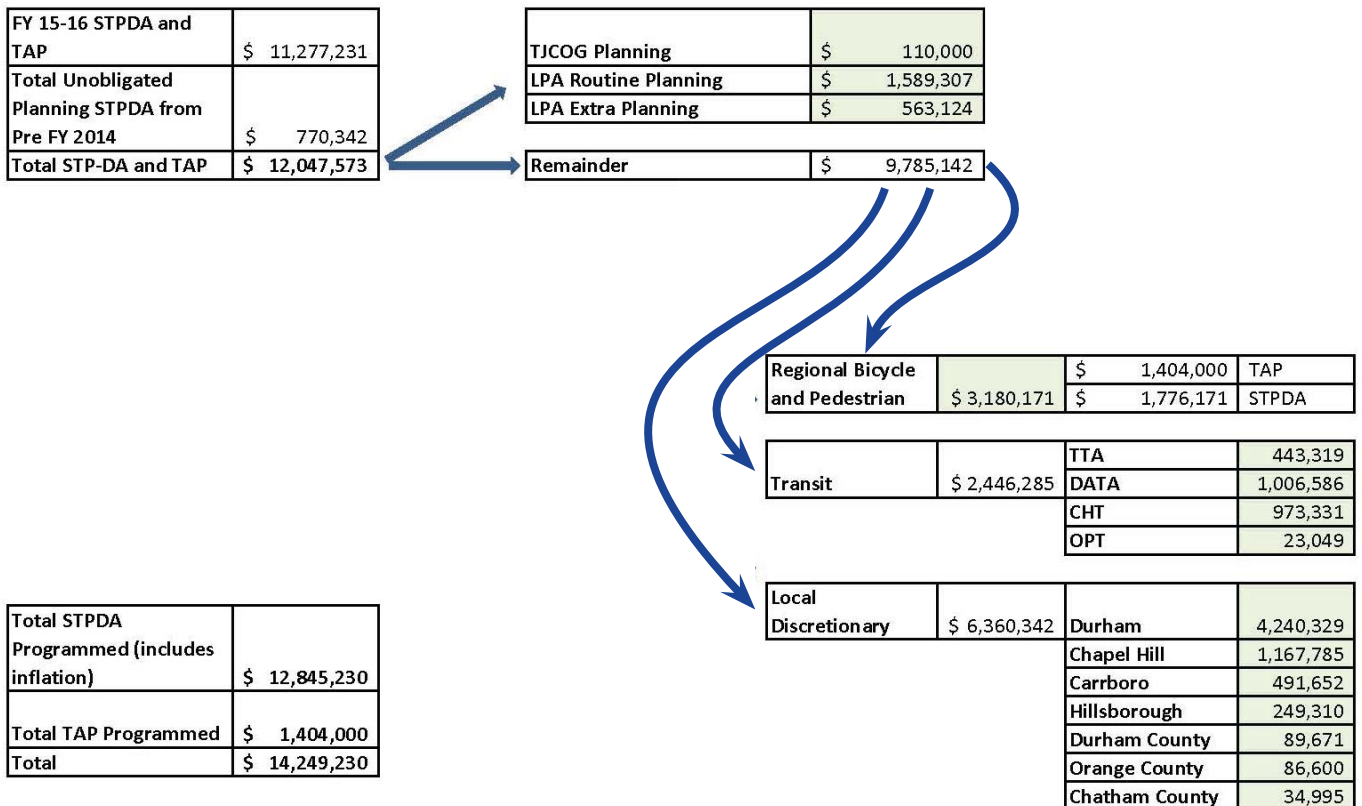 FY 15-16 STPDA and
TAP $ 11,277,231
Total Unobligated
Planning STPDA from
Pre FY 2014 $ 770,342
Total STP-DA and TAP $ 12,047,573
TJCOG Planning $ 110,000
LPA Routine Planning $ 1,589,307
LPA Extra Planning $ 563,124
Remainder $ 9,785,142
Regional Bicycle
and Pedestrian $ 3,180,171
$ 1,404,000 TAP
$ 1,776,171 STPDA
Transit $ 2,446,285
TTA 443,319
DATA 1,006,586
CHT 973,331
OPT 23,049
Local
Discretionary $ 6,360,342
Durham 4,240,329
Chapel Hill 1,167,785
Carrboro 491,652
Hillsborough 249,310
Durham County 89,671
Orange County 86,600
Chatham County 34,995
Total STPDA
Programmed (includes
inflation) $ 12,845,230
Total TAP Programmed $ 1,404,000
Total $ 14,249,230